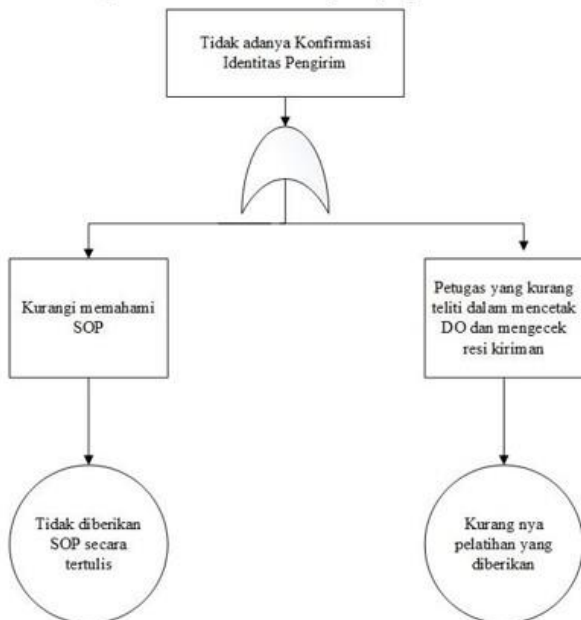 Tidak adanya Konfirmasi
Identitas Pengirim
Kurangi memahami
SOP
Petugas yang kurang
teliti dalam mencetak
DO dan mengecek
resi kiriman
Tidak diberikan
SOP secara
tertulis
Kurang nya
pelatihan yang
diberikan